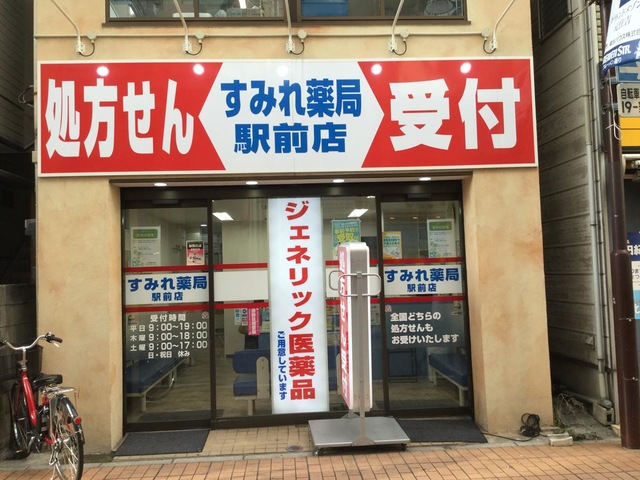 処方せん
すみれ薬局
駅前店
受付
ジェネリック医薬品
ご用意しています
すみれ薬局
駅前店
受付時間
平日 9:00〜19:00
木曜 9:00〜18:00
土曜 9:00〜17:00
日・祝日 休み
すみれ薬局
駅前店
全国どちらの
処方せんも
お受けいたします
自転車